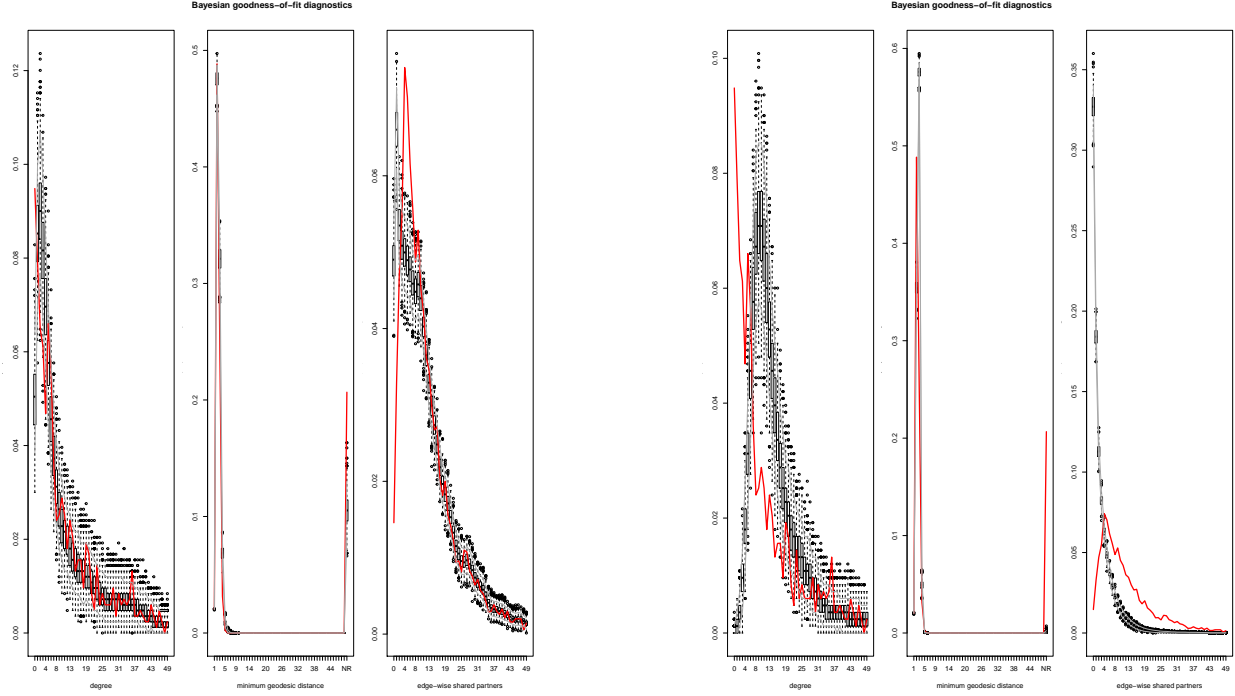 Bayesian goodness−of−fit diagnostics
0.00 0.02 0.04 0.06 0.08 0.10 0.12
0 4 8 13 19 25 31 37 43 49
degree
0.0 0.1 0.2 0.3 0.4 0.5
1 5 9 14 20 26 32 38 44 NR
minimum geodesic distance
0.00 0.02 0.04 0.06
0 4 8 13 19 25 31 37 43 49
edge−wise shared partners
Bayesian goodness−of−fit diagnostics
0.00 0.02 0.04 0.06 0.08 0.10
0 4 8 13 19 25 31 37 43 49
degree
0.0 0.1 0.2 0.3 0.4 0.5 0.6
1 5 9 14 20 26 32 38 44 NR
minimum geodesic distance
0.00 0.05 0.10 0.15 0.20 0.25 0.30 0.35
0 4 8 13 19 25 31 37 43 49
edge−wise shared partners